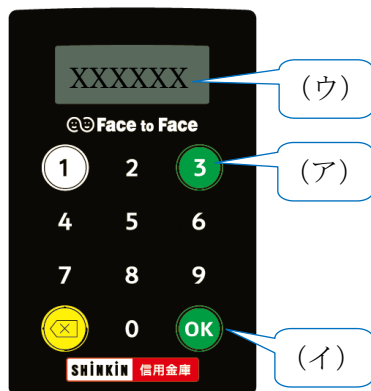 XXXXXX
(ウ)
Face to Face
1 2 3
(ア)
4 5 6
7 8 9
0 OK
(イ)
SHINKIN 信用金庫